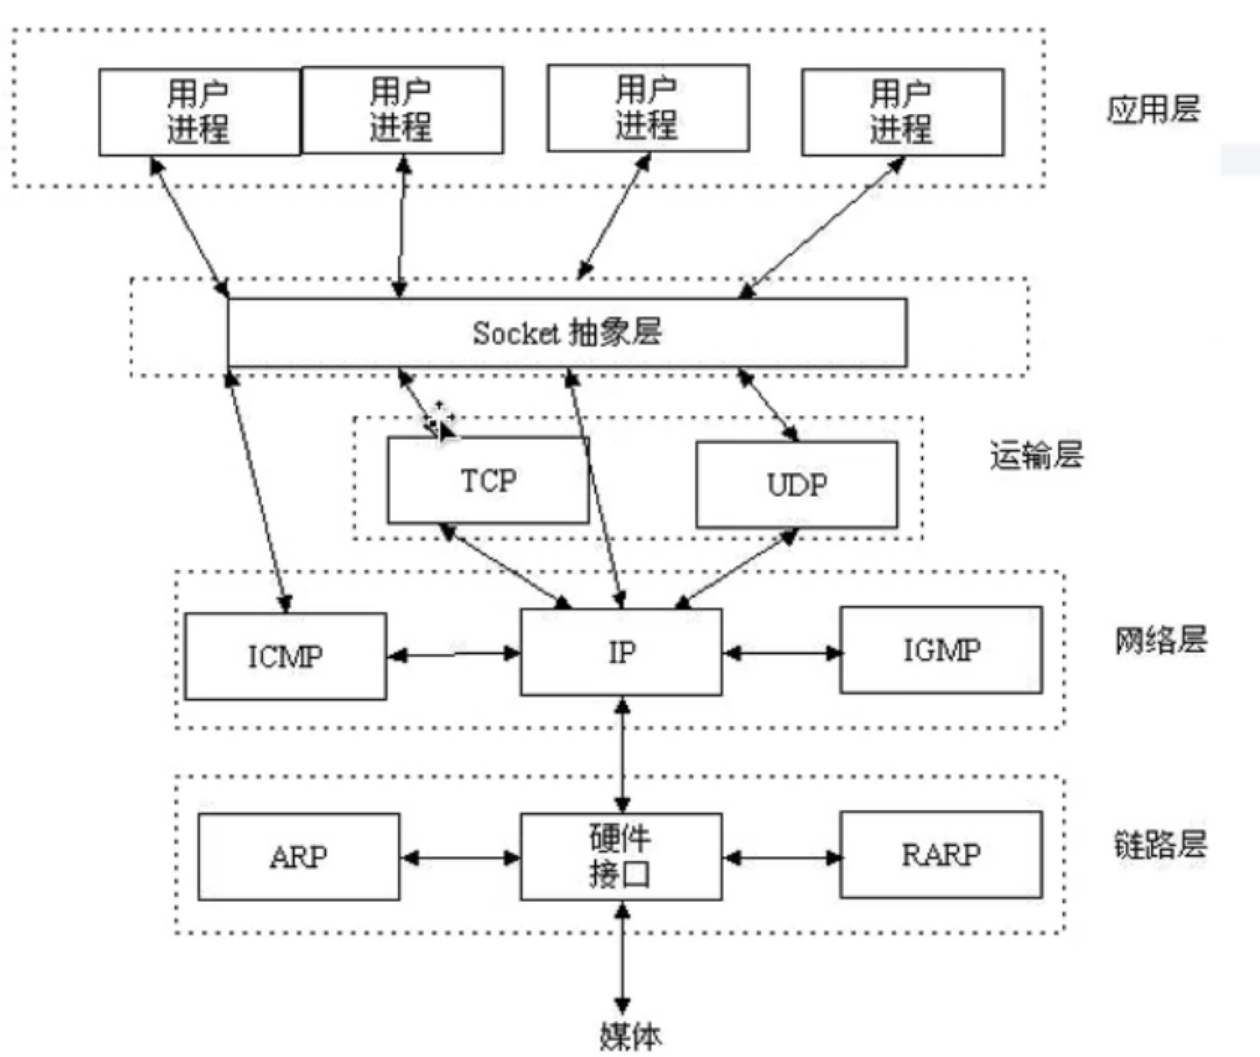 用户
进程
用户
进程
用户
进程
用户
进程
应用层
Socket 抽象层
TCP
UDP
运输层
ICMP
IP
IGMP
网络层
ARP
硬件
接口
RARP
链路层
媒体